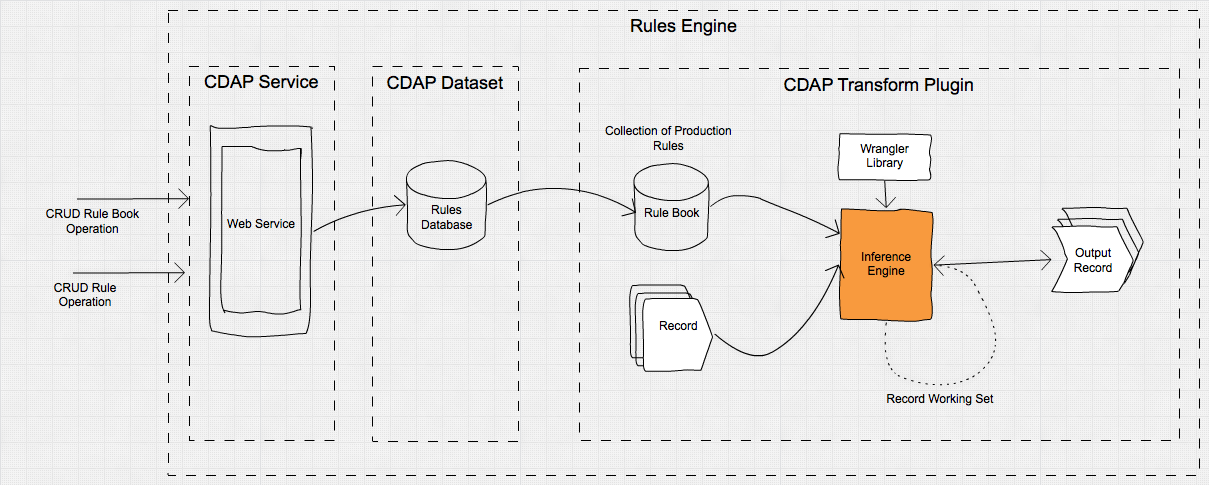 Rules Engine
CDAP Service
CDAP Dataset
CDAP Transform Plugin
Collection of Production
Rules
Wrangler
Library
CRUD Rule Book
Operation
Web Service
Rules
Database
Rule Book
Inference
Engine
Output
Record
CRUD Rule
Operation
Record
Record Working Set